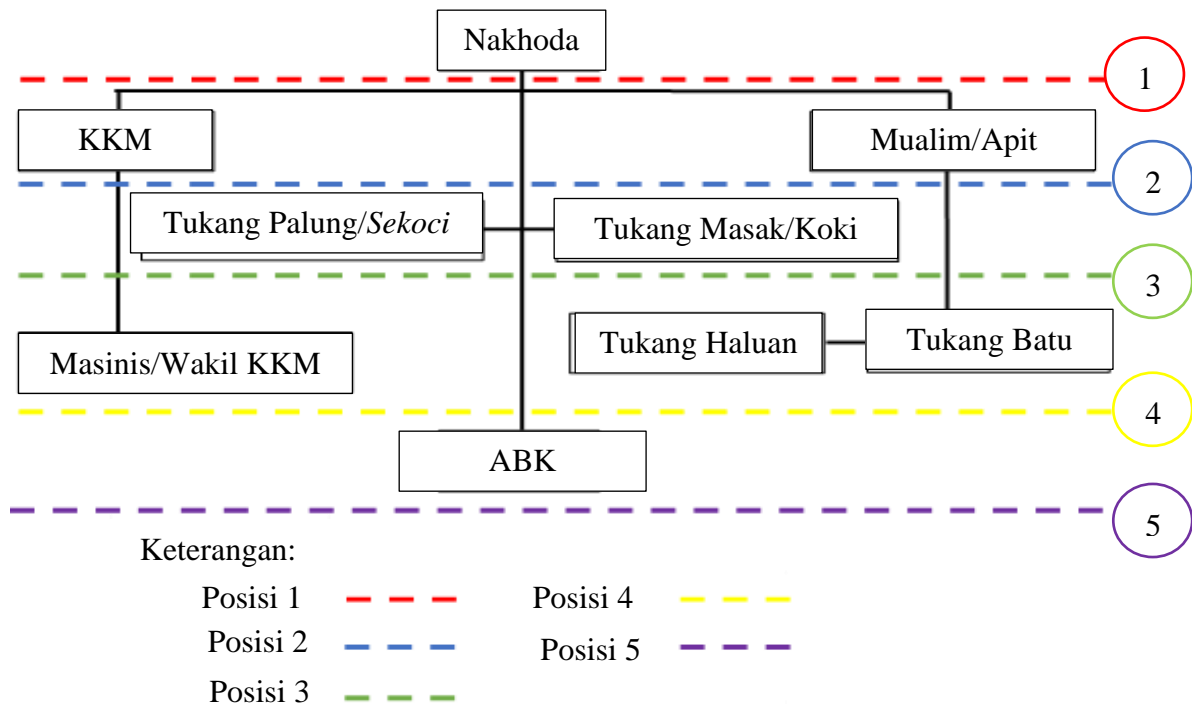 Nakhoda
1
KKM
Mualim/Apit
2
Tukang Palung/Sekoci
Tukang Masak/Koki
3
Masinis/Wakil KKM
Tukang Haluan
Tukang Batu
4
ABK
5
Keterangan:
Posisi 1
Posisi 4
Posisi 2
Posisi 5
Posisi 3